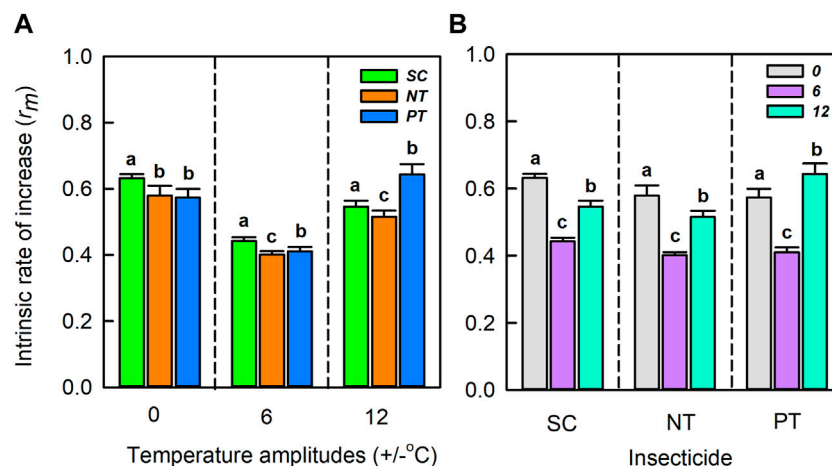 A
Intrinsic rate of increase (rm)
1.0
0.8
0.6
0.4
0.2
0.0
SC
NT
PT
a b b
a c b
a c b
0 6 12
Temperature amplitudes (+/-°C)
B
1.0
0.8
0.6
0.4
0.2
0.0
0
6
12
a c b
a c b
a c b
SC NT PT
Insecticide